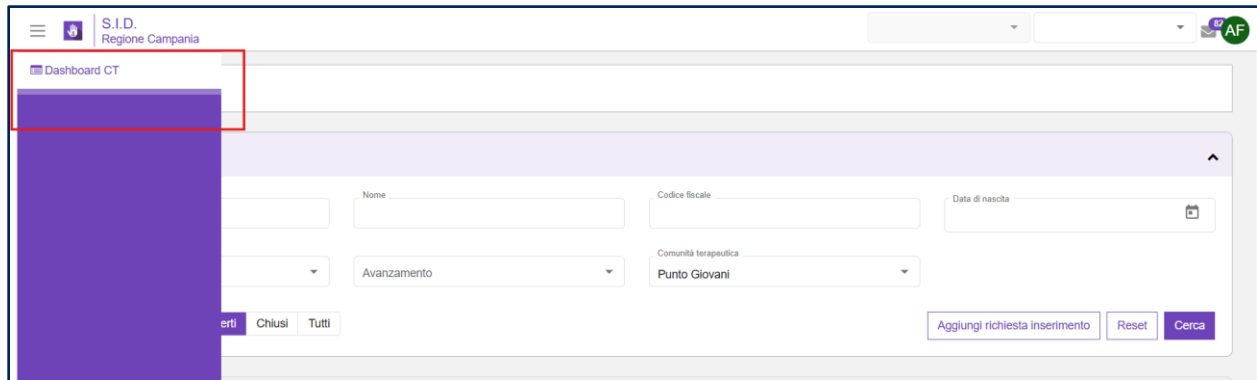 S.I.D.
Regione Campania
87
AF
Dashboard CT
Nome
Codice fiscale
Data di nascita
Comunità terapeutica
Avanzamento
Punto Giovani
erti
Chiusi
Tutti
Aggiungi richiesta inserimento
Reset
Cerca